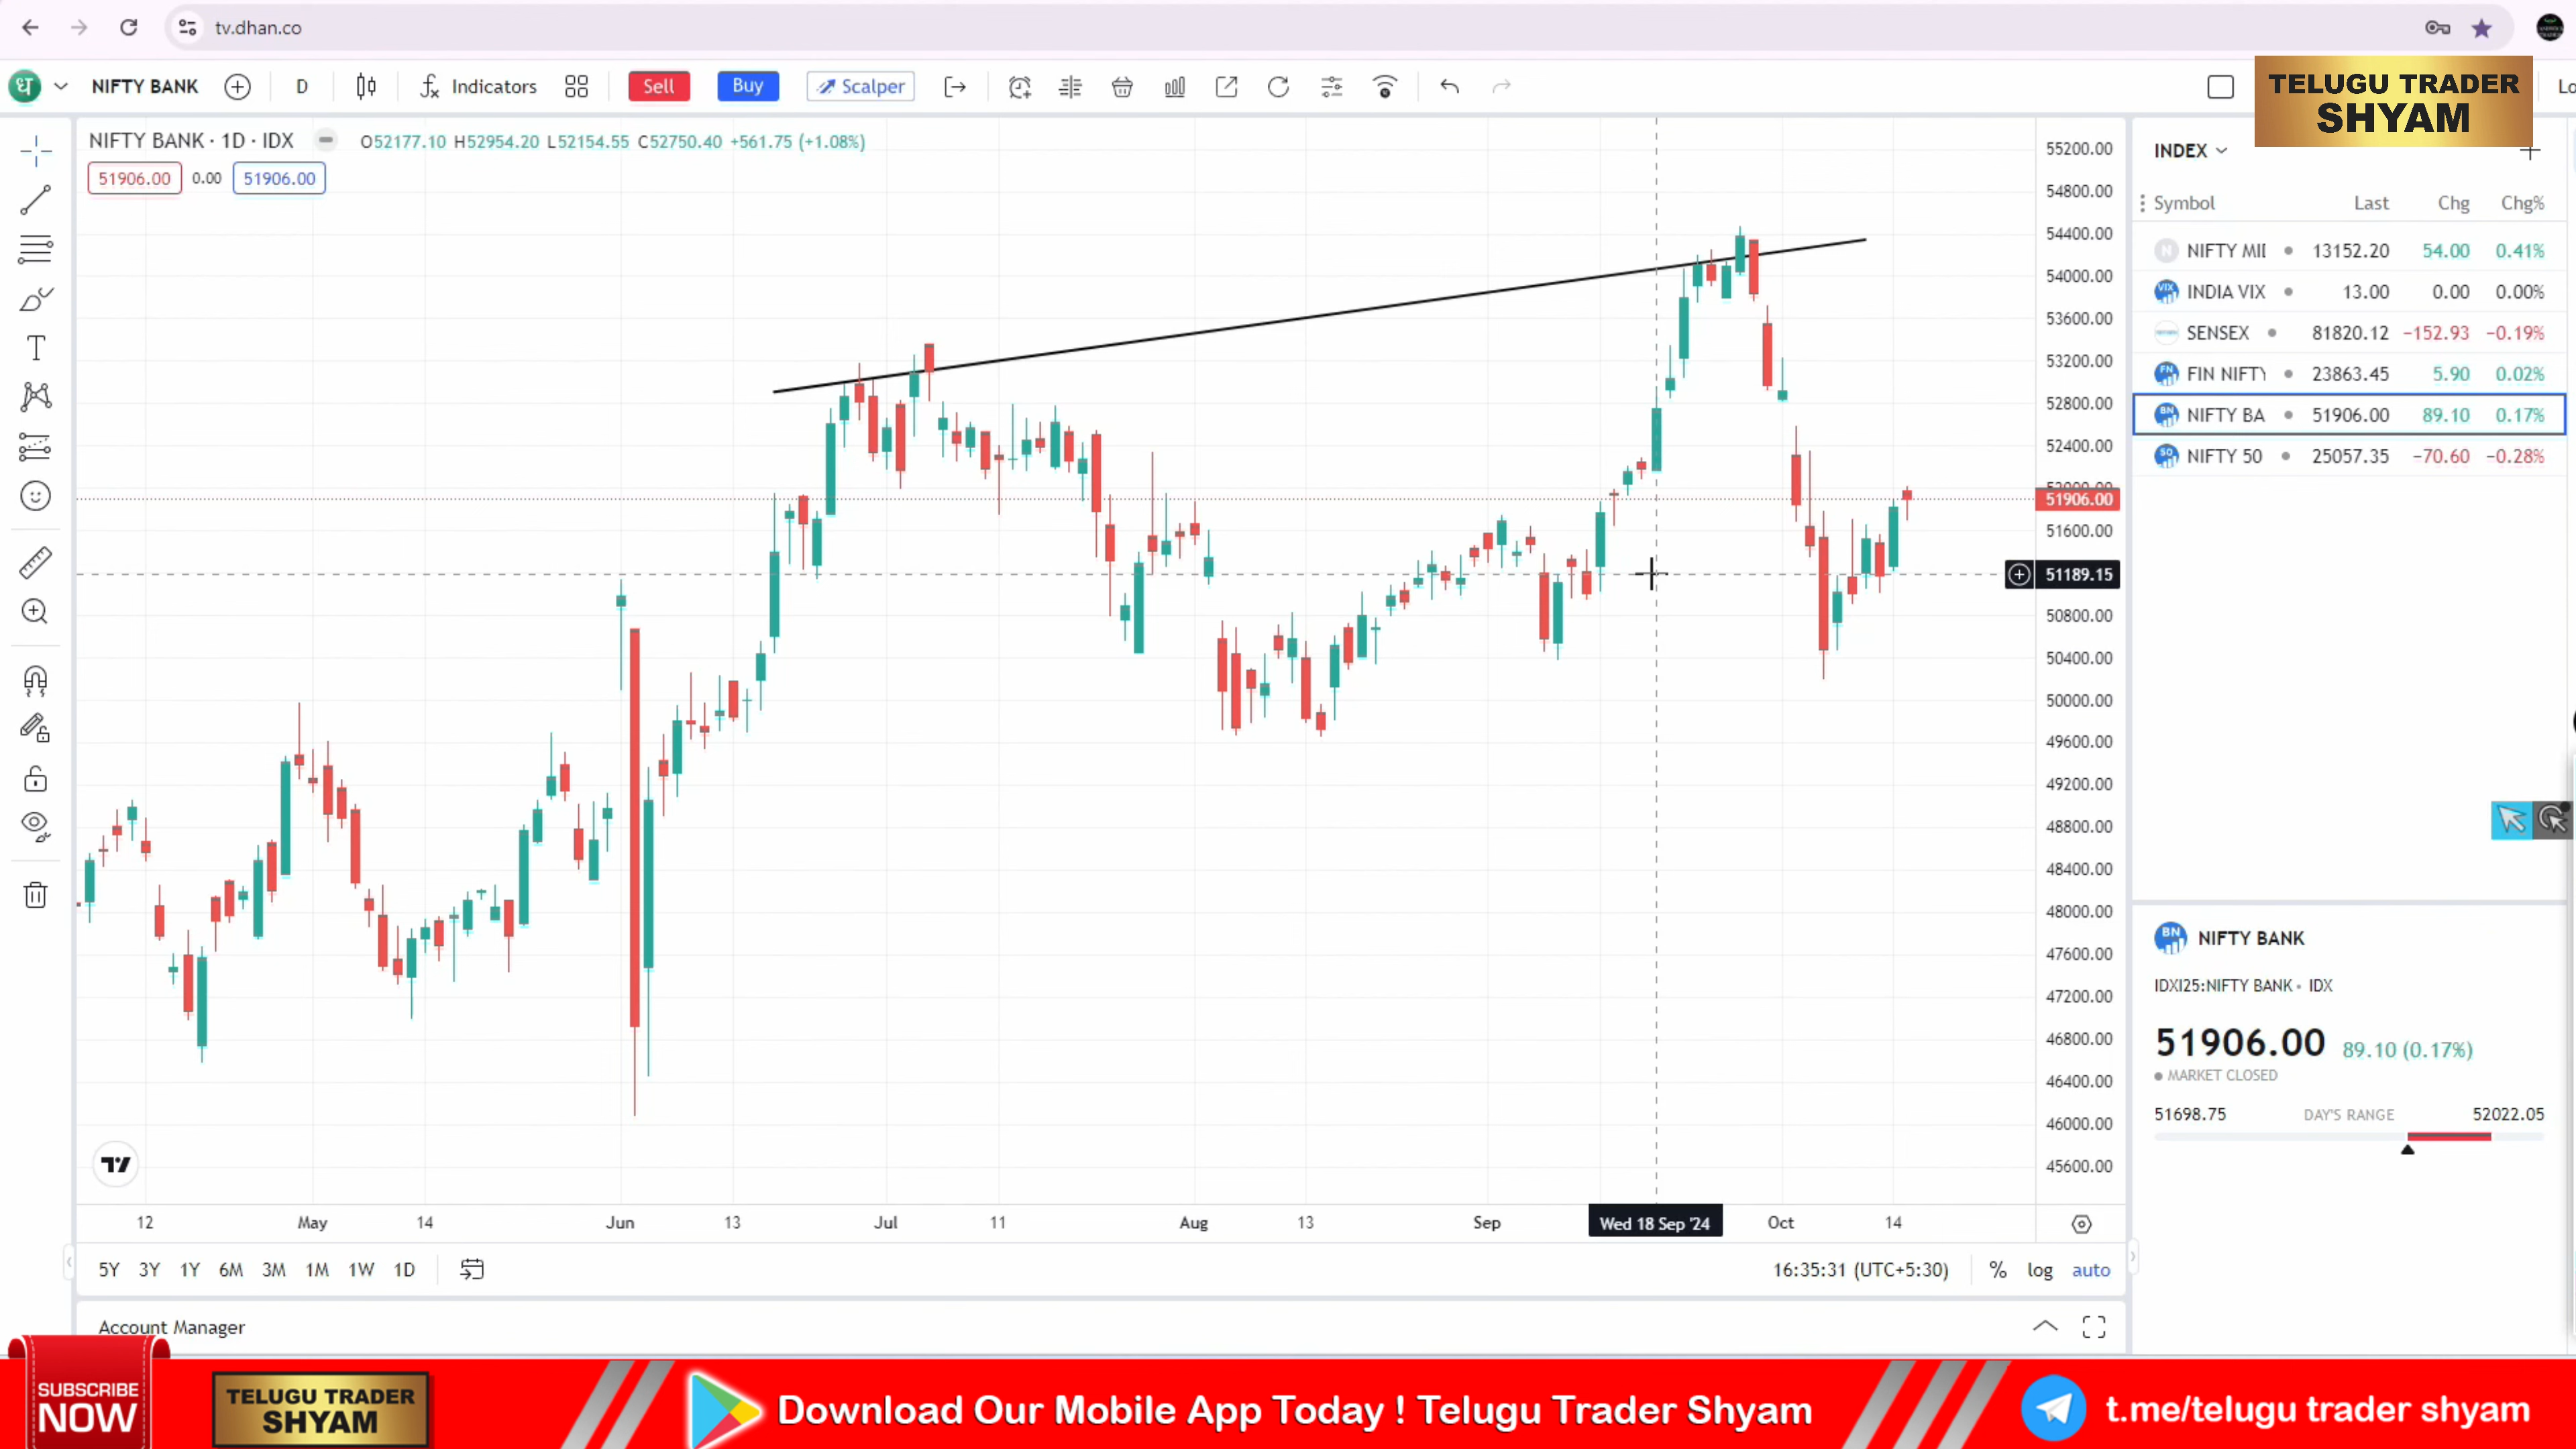 tv.dhan.co
NIFTY BANK
D
Indicators
Sell
Buy
Scalper
TELUGU TRADER
SHYAM
NIFTY BANK · 1D · IDX
O52177.10 H52954.20 L52154.55 C52750.40 +561.75 (+1.08%)
51906.00 0.00 51906.00
INDEX
Symbol Last Chg Chg%
NIFTY MI 13152.20 54.00 0.41%
VIX INDIA VIX 13.00 0.00 0.00%
SENSEX 81820.12 −152.93 −0.19%
FN FIN NIFTY 23863.45 5.90 0.02%
BN NIFTY BA 51906.00 89.10 0.17%
50 NIFTY 50 25057.35 −70.60 −0.28%
55200.00
54800.00
54400.00
54000.00
53600.00
53200.00
52800.00
52400.00
52000.00
51906.00
51600.00
51189.15
50800.00
50400.00
50000.00
49600.00
49200.00
48800.00
48400.00
48000.00
47600.00
47200.00
46800.00
46400.00
46000.00
45600.00
BN NIFTY BANK
IDXI25:NIFTY BANK • IDX
51906.00 89.10 (0.17%)
MARKET CLOSED
51698.75 DAY'S RANGE 52022.05
12 May 14 Jun 13 Jul 11 Aug 13 Sep Wed 18 Sep '24 Oct 14
5Y 3Y 1Y 6M 3M 1M 1W 1D
16:35:31 (UTC+5:30) % log auto
Account Manager
SUBSCRIBE
NOW
TELUGU TRADER
SHYAM
Download Our Mobile App Today ! Telugu Trader Shyam
t.me/telugu trader shyam